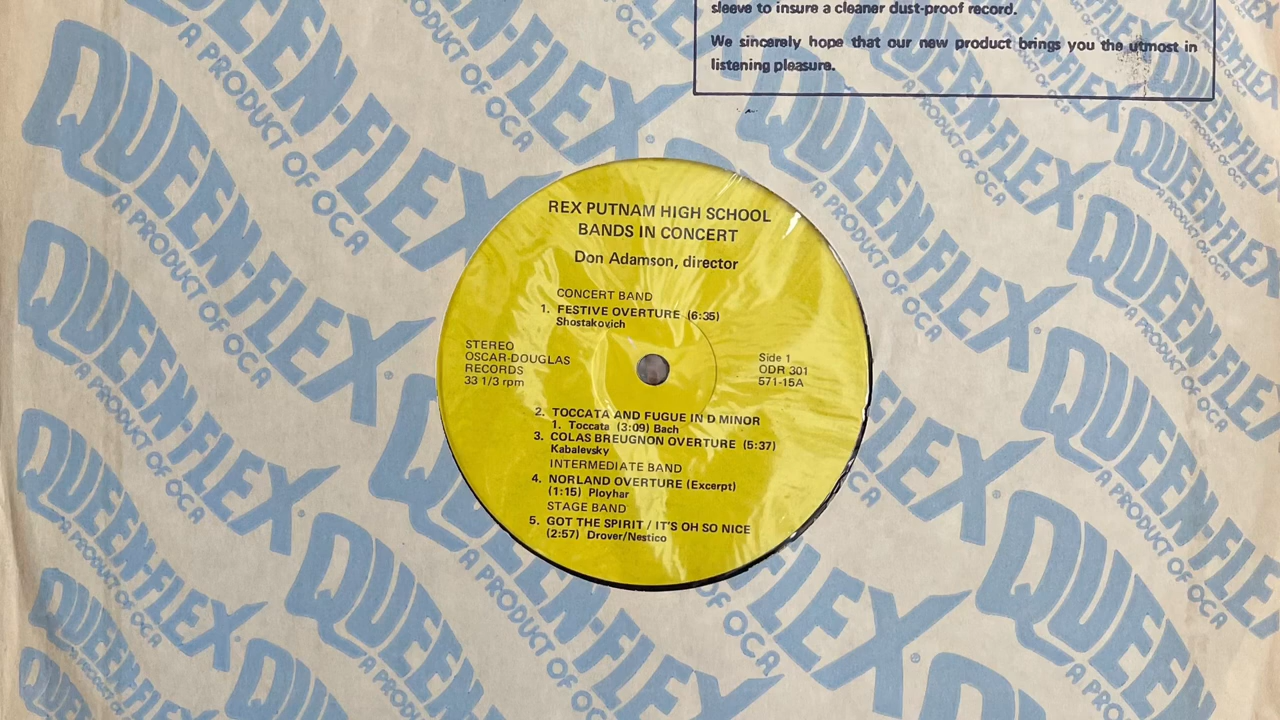 sleeve to insure a cleaner dust-proof record.
We sincerely hope that our new product brings you the utmost in
listening pleasure.
QUEEN-FLEX
A PRODUCT OF OCA
REX PUTNAM HIGH SCHOOL
BANDS IN CONCERT
Don Adamson, director
CONCERT BAND
1. FESTIVE OVERTURE (6:35)
Shostakovich
STEREO
OSCAR-DOUGLAS
RECORDS
33 1/3 rpm
Side 1
ODR 301
571-15A
2. TOCCATA AND FUGUE IN D MINOR
1. Toccata (3:09) Bach
3. COLAS BREUGNON OVERTURE (5:37)
Kabalevsky
INTERMEDIATE BAND
4. NORLAND OVERTURE (Excerpt)
(1:15) Ployhar
STAGE BAND
5. GOT THE SPIRIT / IT'S OH SO NICE
(2:57) Drover/Nestico